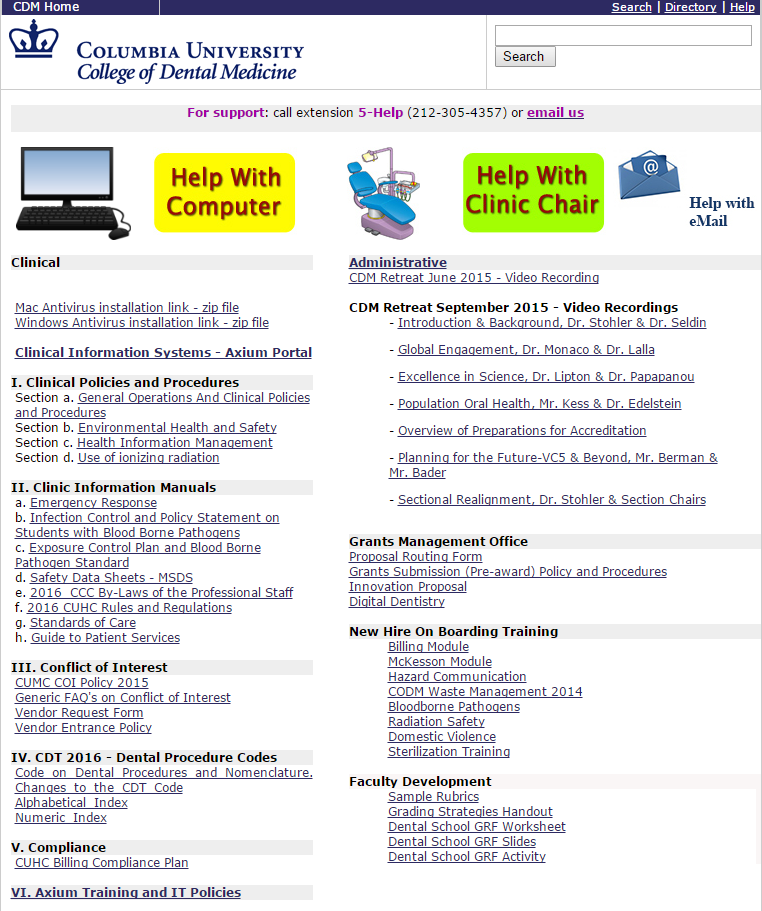 CDM Home
Search | Directory | Help
COLUMBIA UNIVERSITY
College of Dental Medicine
Search
For support: call extension 5-Help (212-305-4357) or email us
Help With
Computer
Help With
Clinic Chair
@
Help with
eMail
Clinical
Mac Antivirus installation link - zip file
Windows Antivirus installation link - zip file
Clinical Information Systems - Axium Portal
I. Clinical Policies and Procedures
Section a. General Operations And Clinical Policies
and Procedures
Section b. Environmental Health and Safety
Section c. Health Information Management
Section d. Use of ionizing radiation
II. Clinic Information Manuals
a. Emergency Response
b. Infection Control and Policy Statement on
Students with Blood Borne Pathogens
c. Exposure Control Plan and Blood Borne
Pathogen Standard
d. Safety Data Sheets - MSDS
e. 2016 CCC By-Laws of the Professional Staff
f. 2016 CUHC Rules and Regulations
g. Standards of Care
h. Guide to Patient Services
III. Conflict of Interest
CUMC COI Policy 2015
Generic FAQ's on Conflict of Interest
Vendor Request Form
Vendor Entrance Policy
IV. CDT 2016 - Dental Procedure Codes
Code on Dental Procedures and Nomenclature.
Changes to the CDT Code
Alphabetical Index
Numeric Index
V. Compliance
CUHC Billing Compliance Plan
VI. Axium Training and IT Policies
Administrative
CDM Retreat June 2015 - Video Recording
CDM Retreat September 2015 - Video Recordings
- Introduction & Background, Dr. Stohler & Dr. Seldin
- Global Engagement, Dr. Monaco & Dr. Lalla
- Excellence in Science, Dr. Lipton & Dr. Papapanou
- Population Oral Health, Mr. Kess & Dr. Edelstein
- Overview of Preparations for Accreditation
- Planning for the Future-VC5 & Beyond, Mr. Berman &
Mr. Bader
- Sectional Realignment, Dr. Stohler & Section Chairs
Grants Management Office
Proposal Routing Form
Grants Submission (Pre-award) Policy and Procedures
Innovation Proposal
Digital Dentistry
New Hire On Boarding Training
Billing Module
McKesson Module
Hazard Communication
CODM Waste Management 2014
Bloodborne Pathogens
Radiation Safety
Domestic Violence
Sterilization Training
Faculty Development
Sample Rubrics
Grading Strategies Handout
Dental School GRF Worksheet
Dental School GRF Slides
Dental School GRF Activity